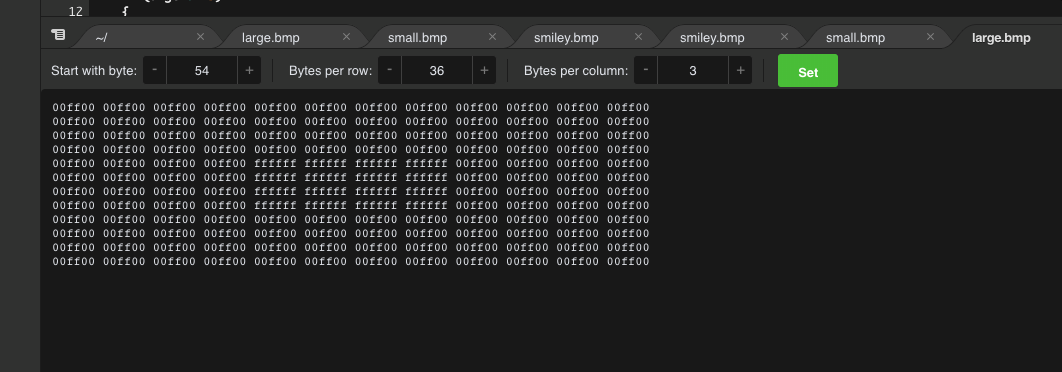 12 {
~/ × large.bmp × small.bmp × smiley.bmp × smiley.bmp × small.bmp × large.bmp
Start with byte: - 54 + Bytes per row: - 36 + Bytes per column: - 3 + Set
00ff00 00ff00 00ff00 00ff00 00ff00 00ff00 00ff00 00ff00 00ff00 00ff00 00ff00 00ff00
00ff00 00ff00 00ff00 00ff00 00ff00 00ff00 00ff00 00ff00 00ff00 00ff00 00ff00 00ff00
00ff00 00ff00 00ff00 00ff00 00ff00 00ff00 00ff00 00ff00 00ff00 00ff00 00ff00 00ff00
00ff00 00ff00 00ff00 00ff00 00ff00 00ff00 00ff00 00ff00 00ff00 00ff00 00ff00 00ff00
00ff00 00ff00 00ff00 00ff00 ffffff ffffff ffffff ffffff 00ff00 00ff00 00ff00 00ff00
00ff00 00ff00 00ff00 00ff00 ffffff ffffff ffffff ffffff 00ff00 00ff00 00ff00 00ff00
00ff00 00ff00 00ff00 00ff00 ffffff ffffff ffffff ffffff 00ff00 00ff00 00ff00 00ff00
00ff00 00ff00 00ff00 00ff00 ffffff ffffff ffffff ffffff 00ff00 00ff00 00ff00 00ff00
00ff00 00ff00 00ff00 00ff00 00ff00 00ff00 00ff00 00ff00 00ff00 00ff00 00ff00 00ff00
00ff00 00ff00 00ff00 00ff00 00ff00 00ff00 00ff00 00ff00 00ff00 00ff00 00ff00 00ff00
00ff00 00ff00 00ff00 00ff00 00ff00 00ff00 00ff00 00ff00 00ff00 00ff00 00ff00 00ff00
00ff00 00ff00 00ff00 00ff00 00ff00 00ff00 00ff00 00ff00 00ff00 00ff00 00ff00 00ff00